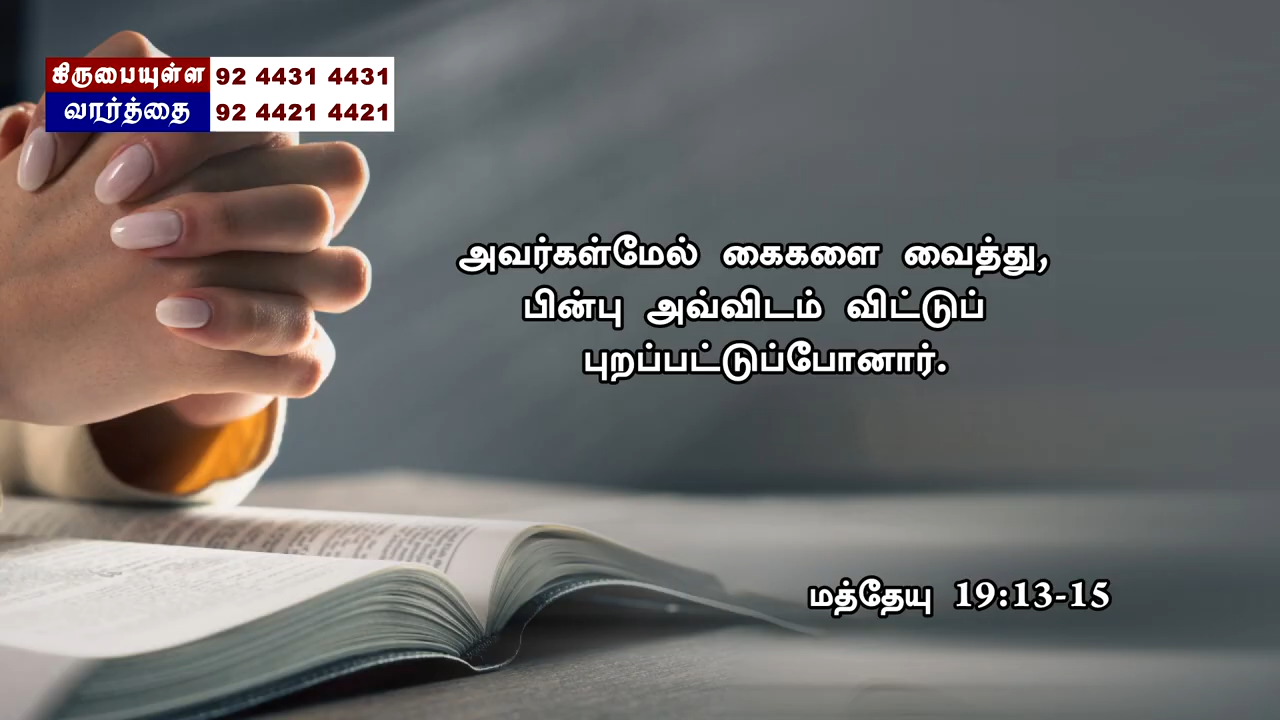 கிருபையுள்ள 92 4431 4431
வார்த்தை 92 4421 4421
அவர்கள்மேல் கைகளை வைத்து,
பின்பு அவ்விடம் விட்டுப்
புறப்பட்டுப்போனார்.
மத்தேயு 19:13-15